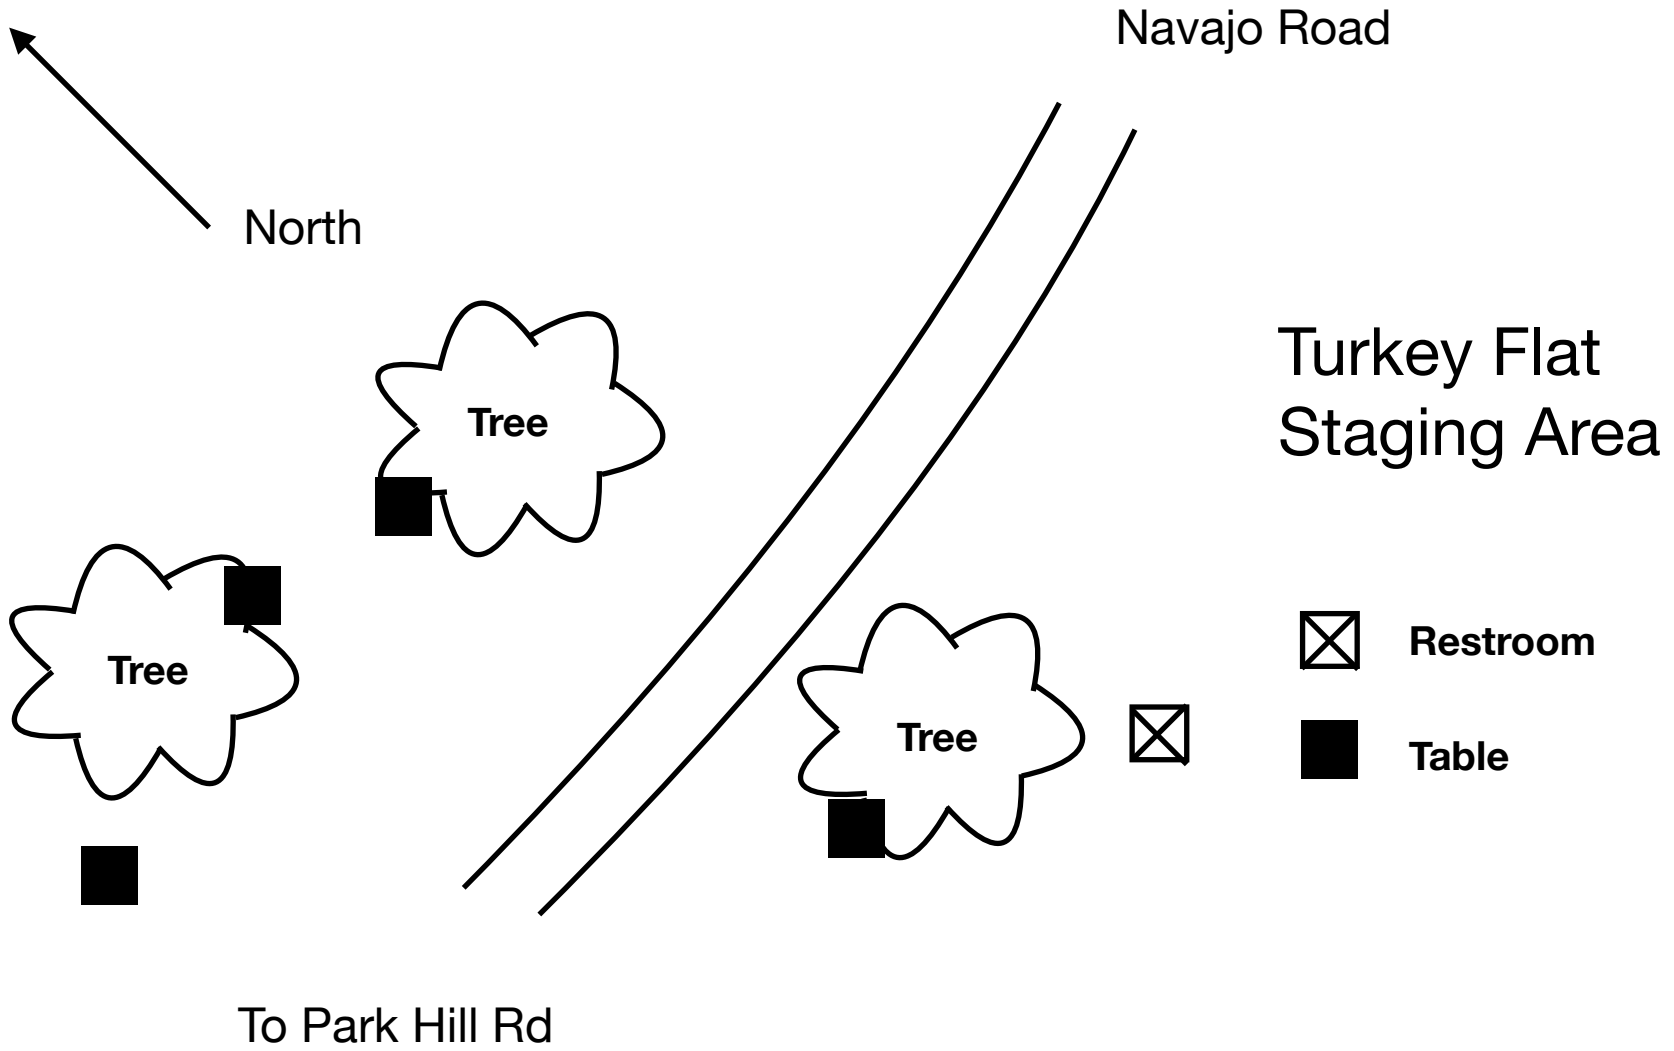 Navajo Road
North
Turkey Flat
Staging Area
Tree
Tree
Tree
Restroom
Table
To Park Hill Rd